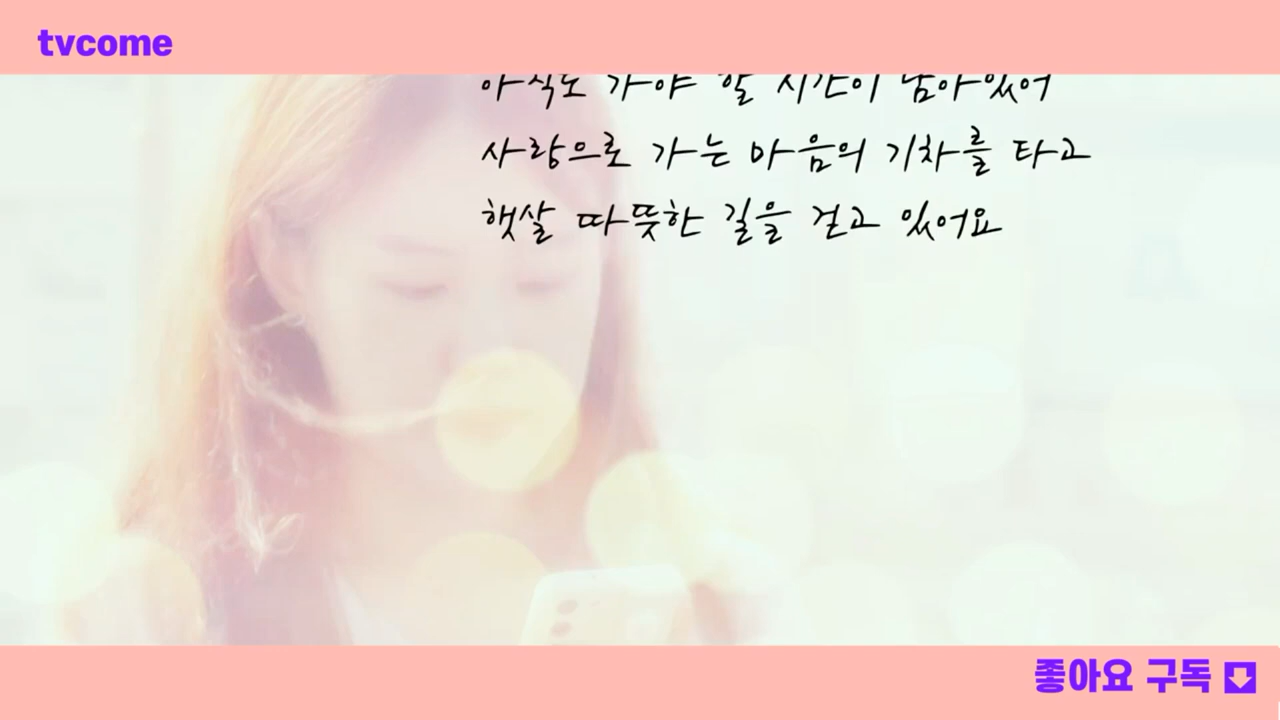 tvcome
아직도 가야 할 시간이 남아있어
사랑으로 가는 마음의 기차를 타고
햇살 따뜻한 길을 걷고 있어요
좋아요 구독